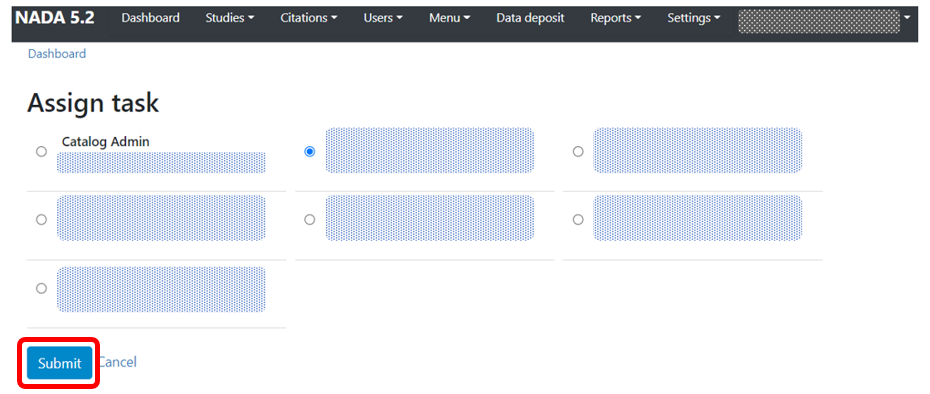 NADA 5.2 Dashboard Studies Citations Users Menu Data deposit Reports Settings
Dashboard
Assign task
Catalog Admin
Submit Cancel